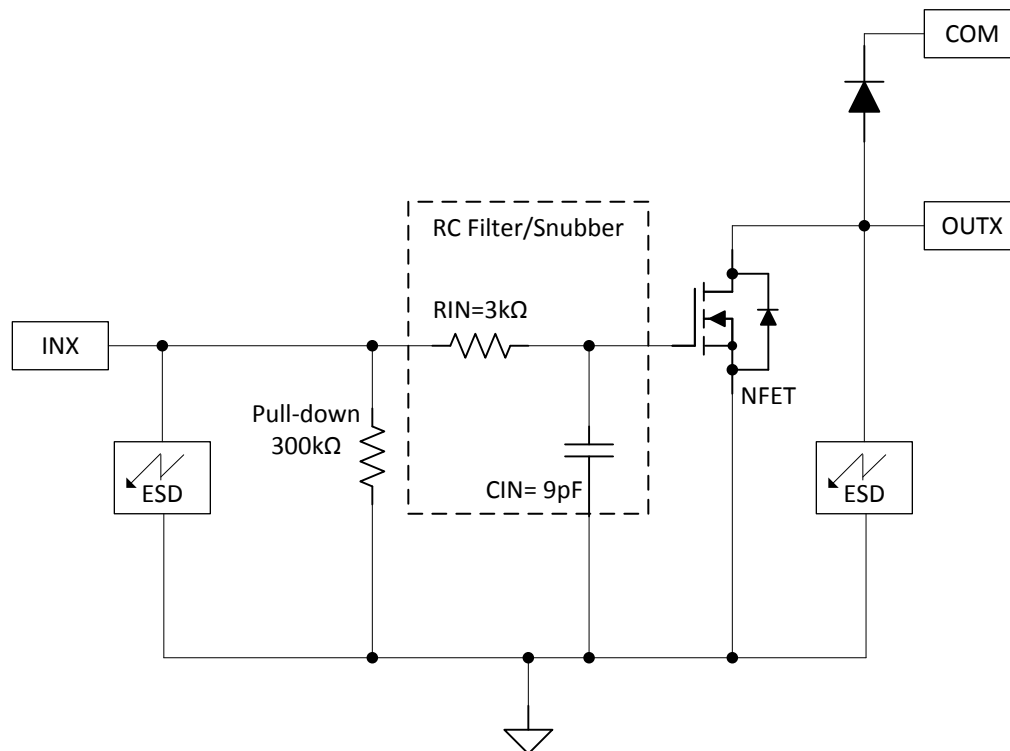 COM
RC Filter/Snubber
OUTX
RIN=3kΩ
INX
NFET
Pull-down
300kΩ
ESD
CIN= 9pF
ESD